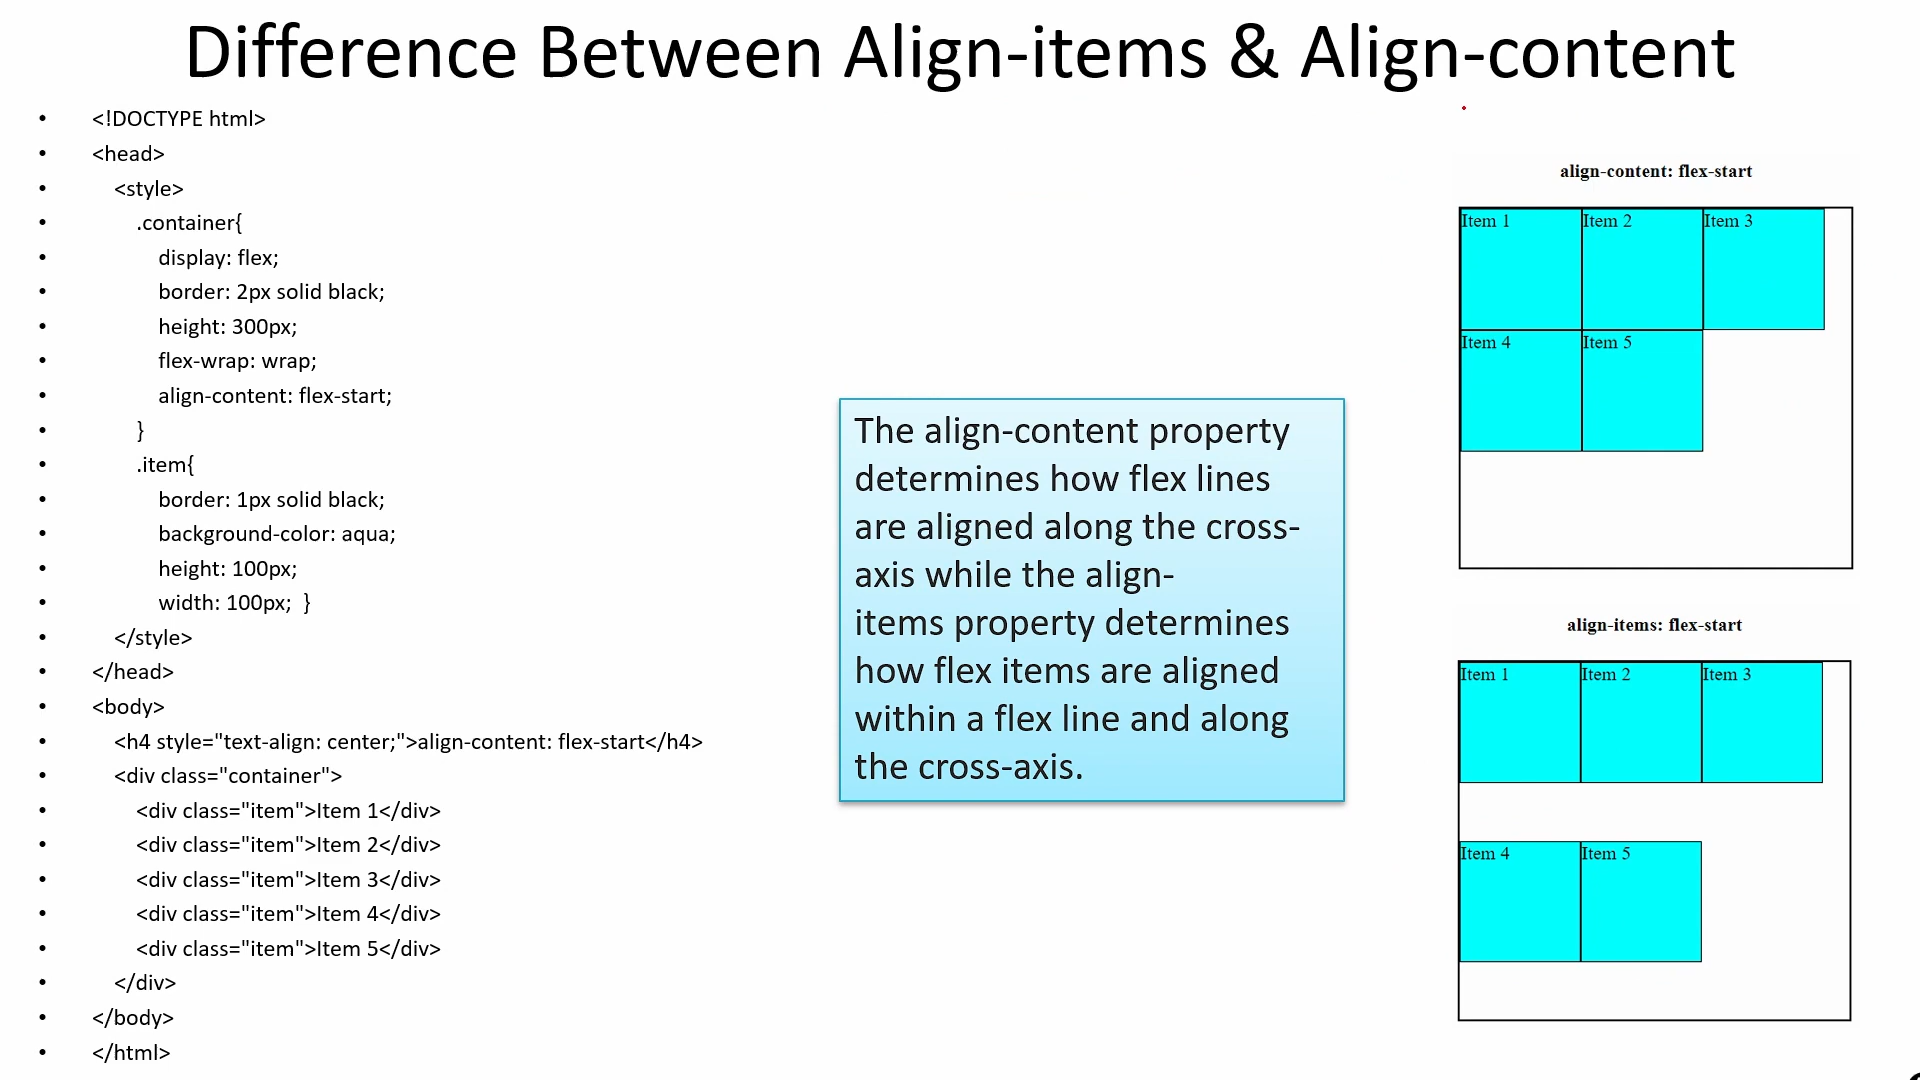 Difference Between Align-items & Align-content
• <!DOCTYPE html>
• <head>
• <style>
• .container{
• display: flex;
• border: 2px solid black;
• height: 300px;
• flex-wrap: wrap;
• align-content: flex-start;
• }
• .item{
• border: 1px solid black;
• background-color: aqua;
• height: 100px;
• width: 100px;  }
• </style>
• </head>
• <body>
• <h4 style="text-align: center;">align-content: flex-start</h4>
• <div class="container">
• <div class="item">Item 1</div>
• <div class="item">Item 2</div>
• <div class="item">Item 3</div>
• <div class="item">Item 4</div>
• <div class="item">Item 5</div>
• </div>
• </body>
• </html>
The align-content property
determines how flex lines
are aligned along the cross-
axis while the align-
items property determines
how flex items are aligned
within a flex line and along
the cross-axis.
align-content: flex-start
Item 1 Item 2 Item 3
Item 4 Item 5
align-items: flex-start
Item 1 Item 2 Item 3
Item 4 Item 5